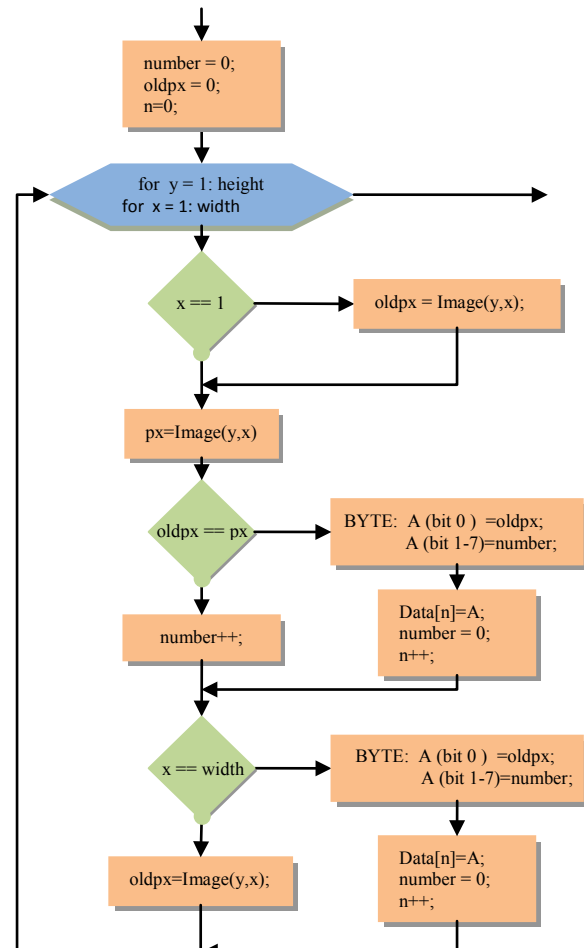 number = 0;
oldpx = 0;
n=0;
for y = 1: height
for x = 1: width
x == 1
oldpx = Image(y,x);
px=Image(y,x)
oldpx == px
BYTE: A (bit 0 ) =oldpx;
A (bit 1-7)=number;
number++;
Data[n]=A;
number = 0;
n++;
x == width
BYTE: A (bit 0 ) =oldpx;
A (bit 1-7)=number;
oldpx=Image(y,x);
Data[n]=A;
number = 0;
n++;